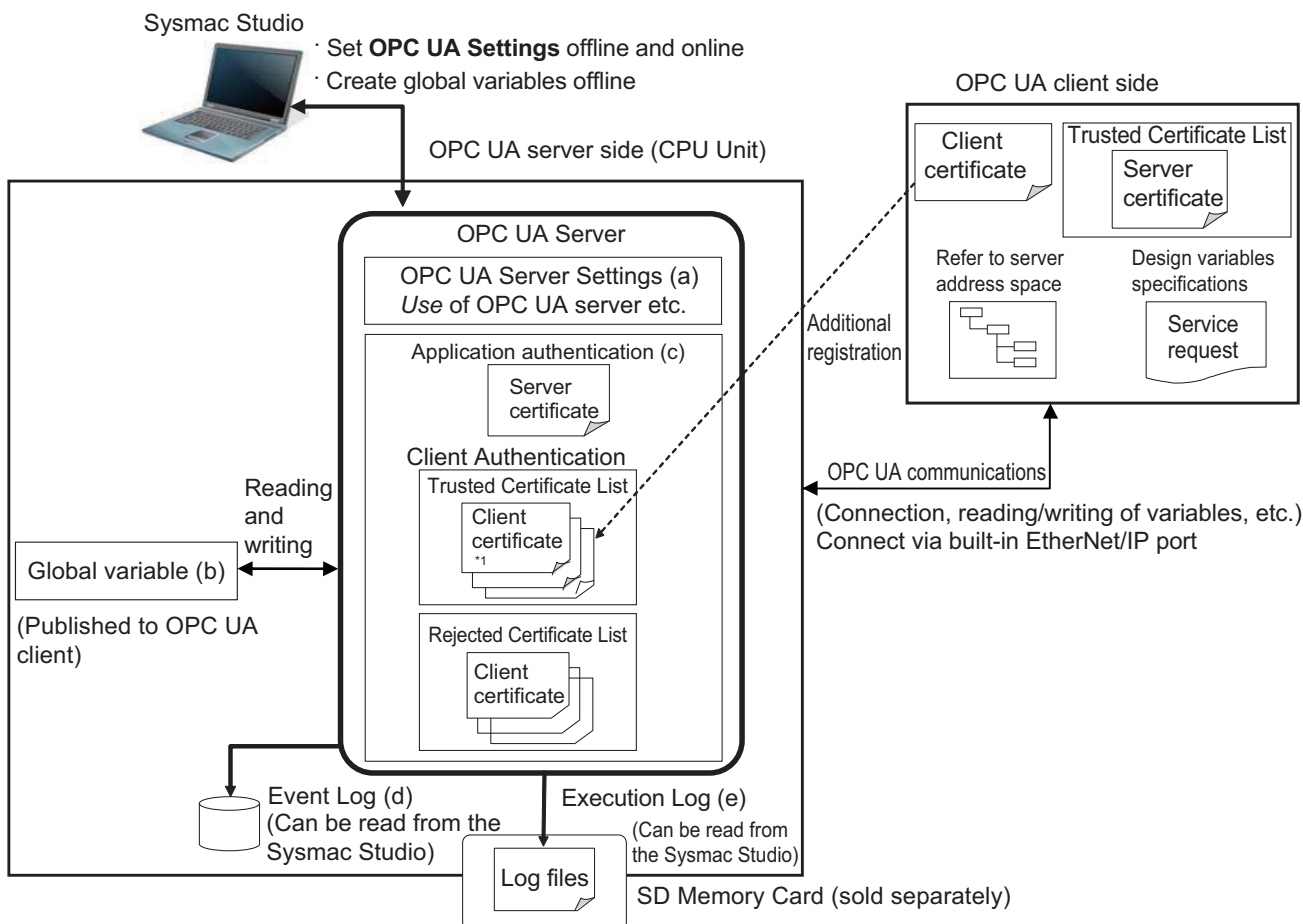 Sysmac Studio
· Set OPC UA Settings offline and online
· Create global variables offline
OPC UA server side (CPU Unit)
OPC UA Server
OPC UA Server Settings (a)
Use of OPC UA server etc.
Application authentication (c)
Server
certificate
Client Authentication
Trusted Certificate List
Client
certificate
*1
Rejected Certificate List
Client
certificate
Reading
and
writing
Global variable (b)
(Published to OPC UA
client)
Event Log (d)
(Can be read from the
Sysmac Studio)
Execution Log (e)
(Can be read from
the Sysmac Studio)
Log files
SD Memory Card (sold separately)
OPC UA client side
Client
certificate
Trusted Certificate List
Server
certificate
Refer to server
address space
Design variables
specifications
Service
request
Additional
registration
OPC UA communications
(Connection, reading/writing of variables, etc.)
Connect via built-in EtherNet/IP port